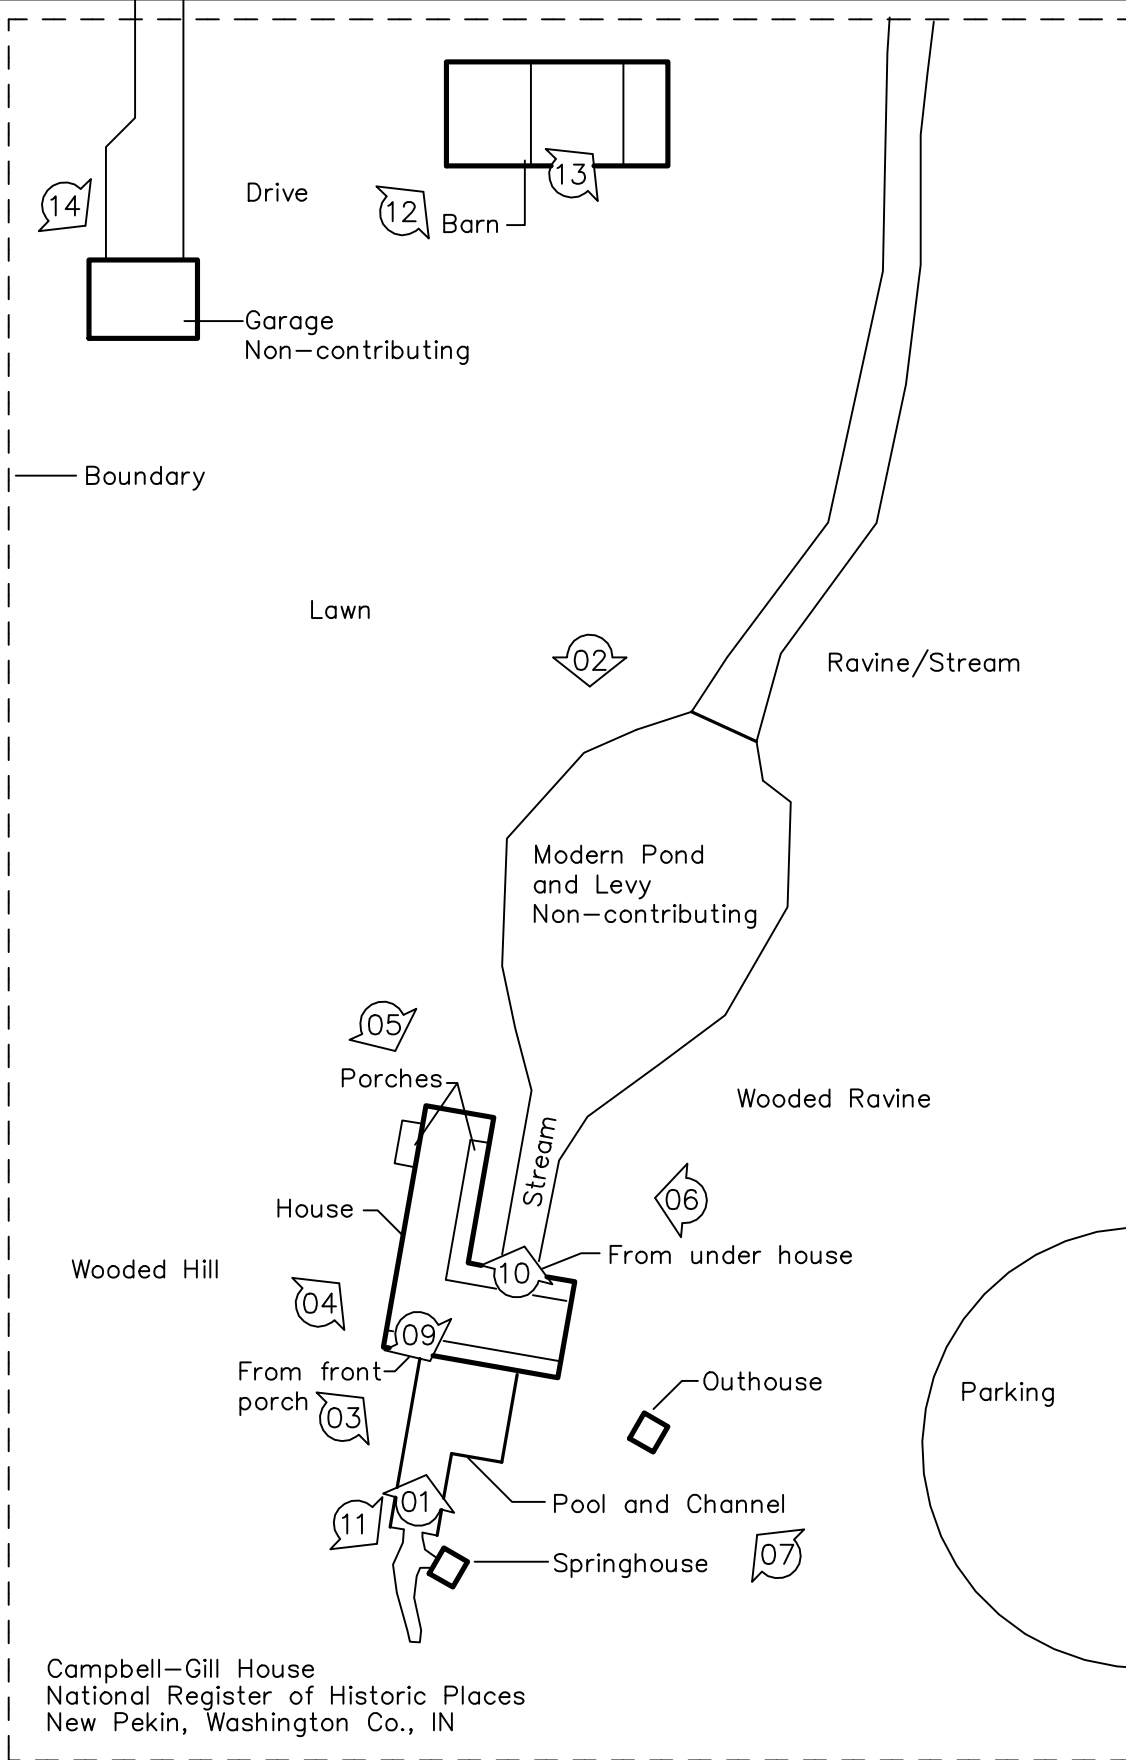 13
14
Drive
12
Barn
Garage
Non-contributing
Boundary
Lawn
02
Ravine/Stream
Modern Pond
and Levy
Non-contributing
05
Porches
Wooded Ravine
Stream
06
House
From under house
Wooded Hill
10
04
09
From front
porch
Outhouse
Parking
03
01
Pool and Channel
11
07
Springhouse
Campbell-Gill House
National Register of Historic Places
New Pekin, Washington Co., IN